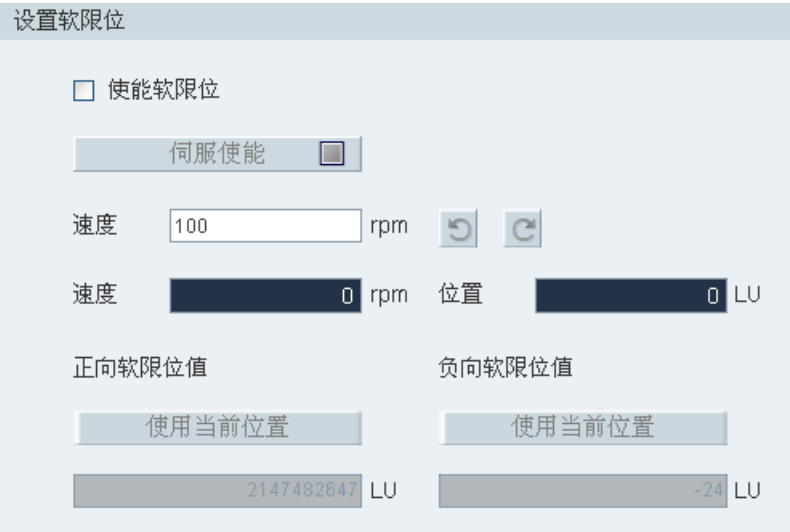 设置软限位
使能软限位
伺服使能
速度 100 rpm
速度 0 rpm 位置 0 LU
正向软限位值 负向软限位值
使用当前位置 使用当前位置
2147482647 LU -24 LU